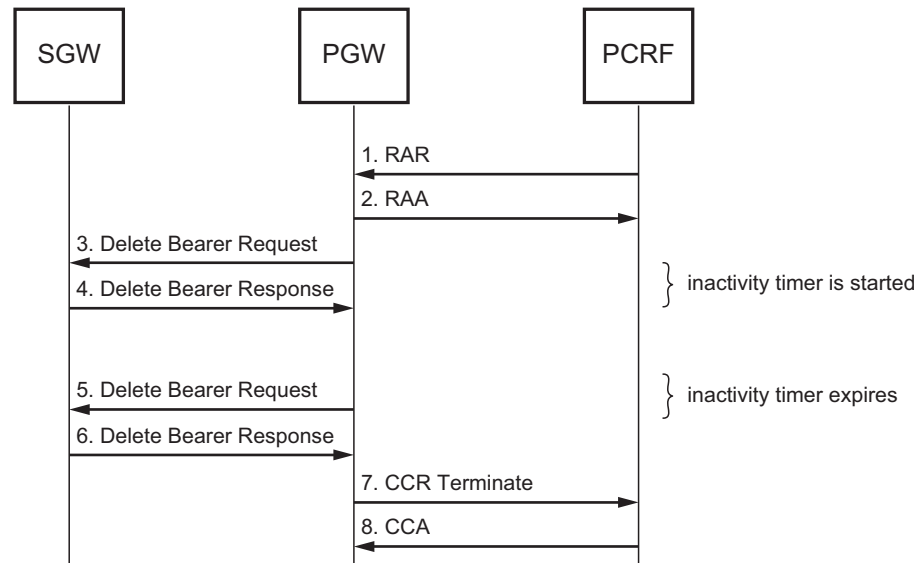 SGW
PGW
PCRF
1. RAR
2. RAA
3. Delete Bearer Request
4. Delete Bearer Response
inactivity timer is started
5. Delete Bearer Request
inactivity timer expires
6. Delete Bearer Response
7. CCR Terminate
8. CCA